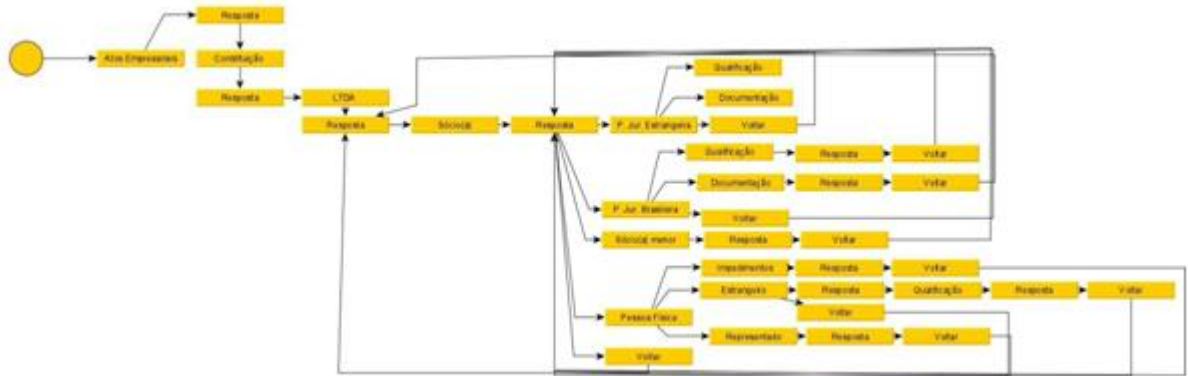 Resposta
Atos Empresariais
Constituição
Resposta
LTDA
Resposta
Sócio(s)
Resposta
P. Jur. Estrangeira
Qualificação
Documentação
Voltar
P. Jur. Brasileira
Qualificação
Resposta
Voltar
Documentação
Resposta
Voltar
Voltar
Sócio(s) menor
Resposta
Voltar
Pessoa Física
Impedimentos
Resposta
Voltar
Estrangeiro
Resposta
Qualificação
Resposta
Voltar
Voltar
Representado
Resposta
Voltar
Voltar